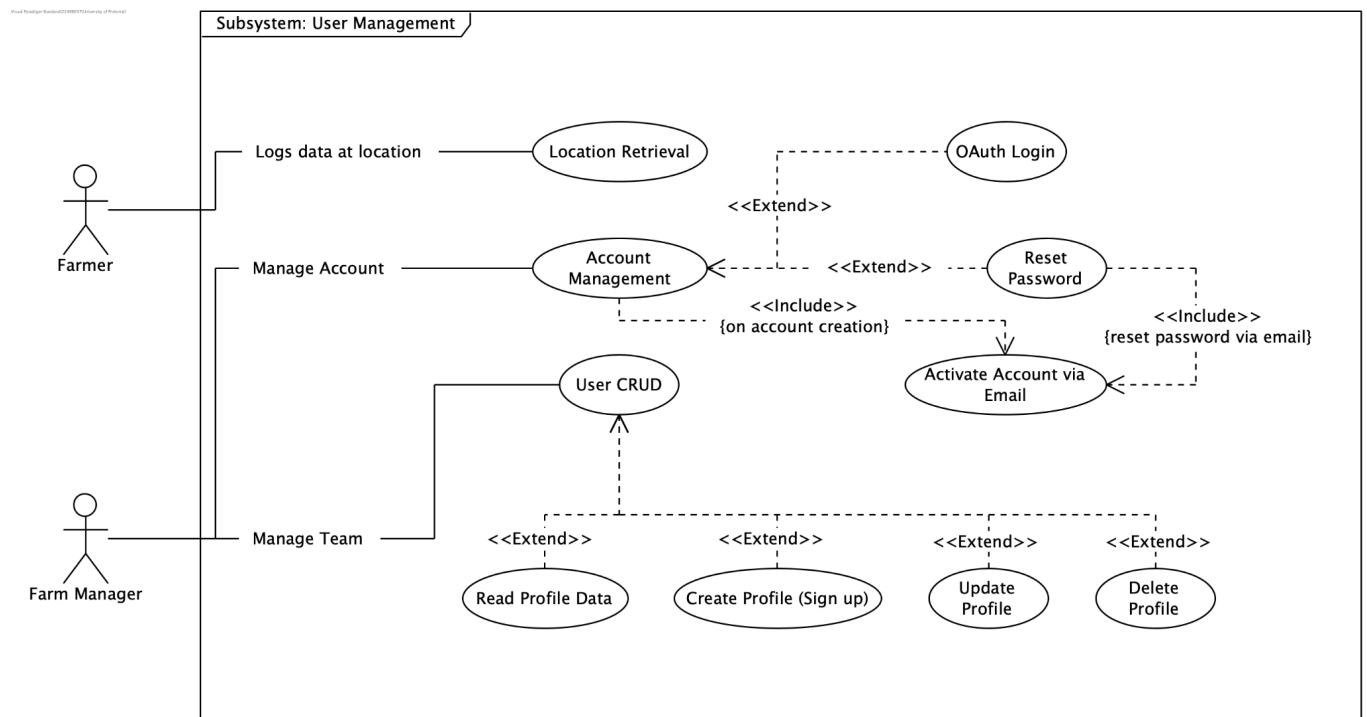 Subsystem: User Management
Logs data at location
Location Retrieval
OAuth Login
<<Extend>>
Farmer
Manage Account
Account
Management
<<Extend>>
Reset
Password
<<Include>>
{on account creation}
<<Include>>
{reset password via email}
User CRUD
Activate Account via
Email
Farm Manager
Manage Team
<<Extend>>
<<Extend>>
<<Extend>>
<<Extend>>
Read Profile Data
Create Profile (Sign up)
Update
Profile
Delete
Profile